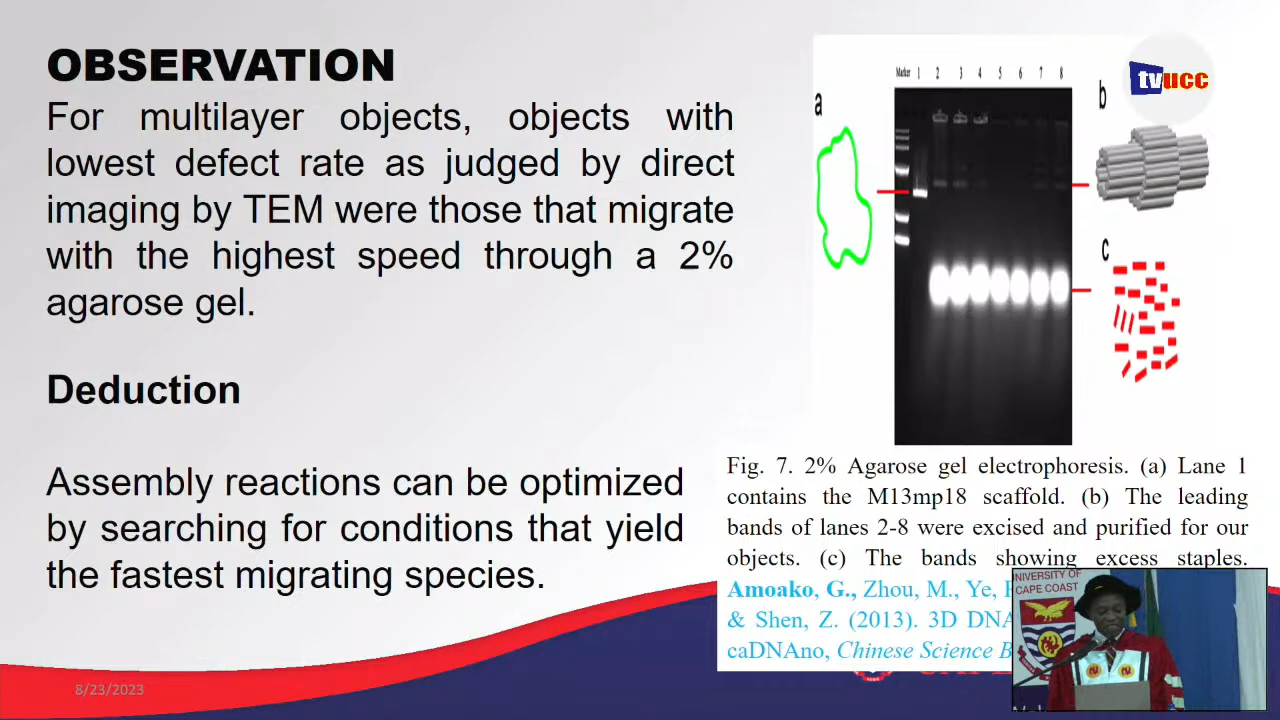 OBSERVATION
For multilayer objects, objects with
lowest defect rate as judged by direct
imaging by TEM were those that migrate
with the highest speed through a 2%
agarose gel.
Deduction
Assembly reactions can be optimized
by searching for conditions that yield
the fastest migrating species.
8/23/2023
a
Marker 1 2 3 4 5 6 7 8
b
c
tvucc
Fig. 7. 2% Agarose gel electrophoresis. (a) Lane 1
contains the M13mp18 scaffold. (b) The leading
bands of lanes 2-8 were excised and purified for our
objects. (c) The bands showing excess staples.
Amoako, G., Zhou, M., Ye,
& Shen, Z. (2013). 3D DNA
caDNAno, Chinese Science B
UNIVERSITY OF
CAPE COAST